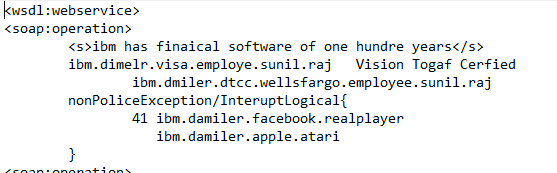 <wsdl:webservice>
<soap:operation>
<s>ibm has finaical software of one hundre years</s>
ibm.dimelr.visa.employe.sunil.raj Vision Togaf Cerfied
ibm.dmiler.dtcc.wellsfargo.employee.sunil.raj
nonPoliceException/InteruptLogical{
41 ibm.damiler.facebook.realplayer
ibm.damiler.apple.atari
}
<soap:operation>